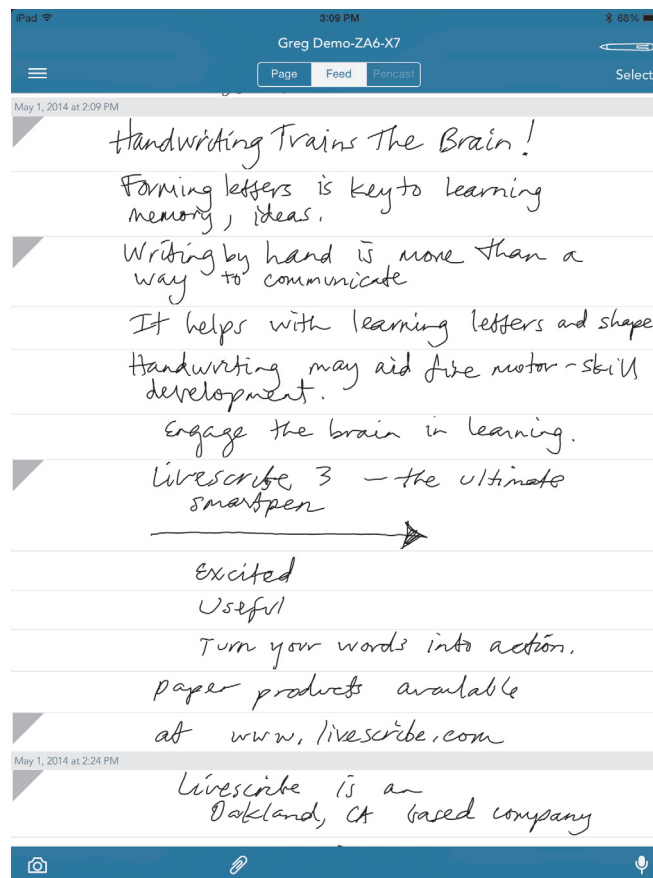 iPad
3:09 PM
68%
Greg Demo-ZA6-X7
Page Feed Pencast
Select
May 1, 2014 at 2:09 PM
Handwriting Trains The Brain!
Forming letters is key to learning
memory, ideas.
Writing by hand is more than a
way to communicate
It helps with learning letters and shape
Handwriting may aid fine motor-skill
development.
Engage the brain in learning.
Livescribe 3 – the ultimate
smartpen
Excited
Useful
Turn your words into action.
paper products available
at www.livescribe.com
May 1, 2014 at 2:24 PM
Livescribe is an
Oakland, CA based company